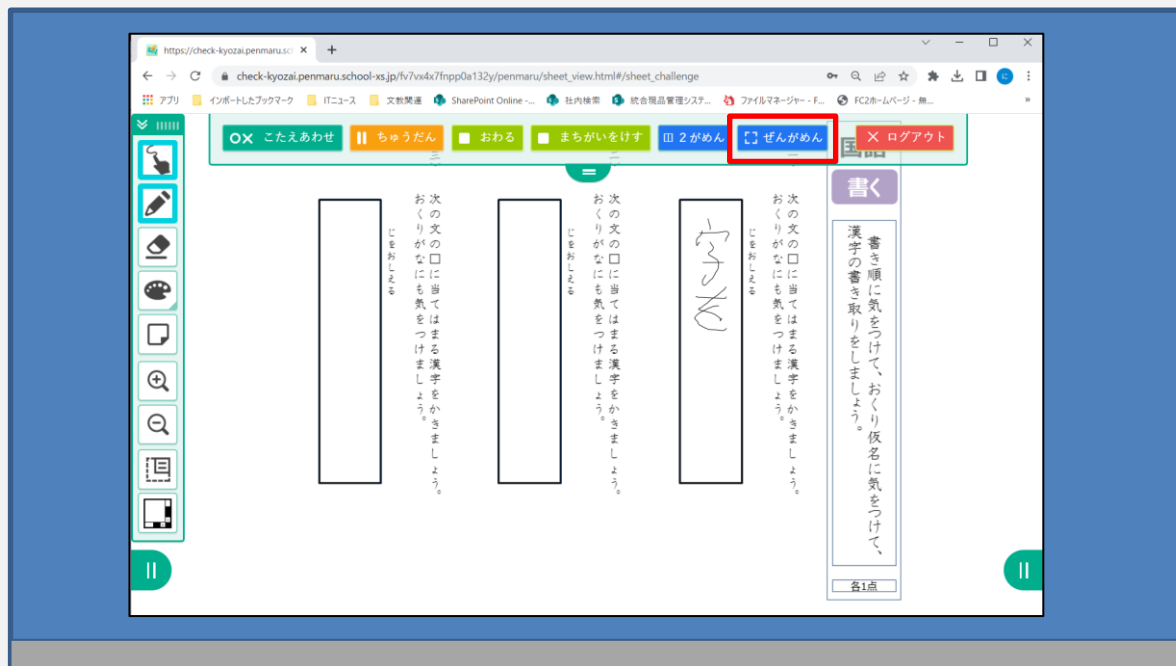 https://check-kyozai.penmaru.sc
https://check-kyozai.penmaru.school-xs.jp/fv7vx4x7fnpp0a132y/penmaru/sheet_view.html#/sheet_challenge
アプリ インポートしたブックマーク ITニュース 文教関連 SharePoint Online -... 社内検索 統合現品管理システ... ファイルマネージャー - F... FC2ホームページ - 無... »
○× こたえあわせ ちゅうだん おわる まちがいをけす 2がめん ぜんがめん × ログアウト
国語
書く
書き順に気をつけて、おくり仮名に気をつけて、
漢字の書き取りをしましょう。
各1点
一
次の文の□に当てはまる漢字をかきましょう。
おくりがなにも気をつけましょう。
じをおしえる
次の文の□に当てはまる漢字をかきましょう。
おくりがなにも気をつけましょう。
じをおしえる
三
次の文の□に当てはまる漢字をかきましょう。
おくりがなにも気をつけましょう。
じをおしえる